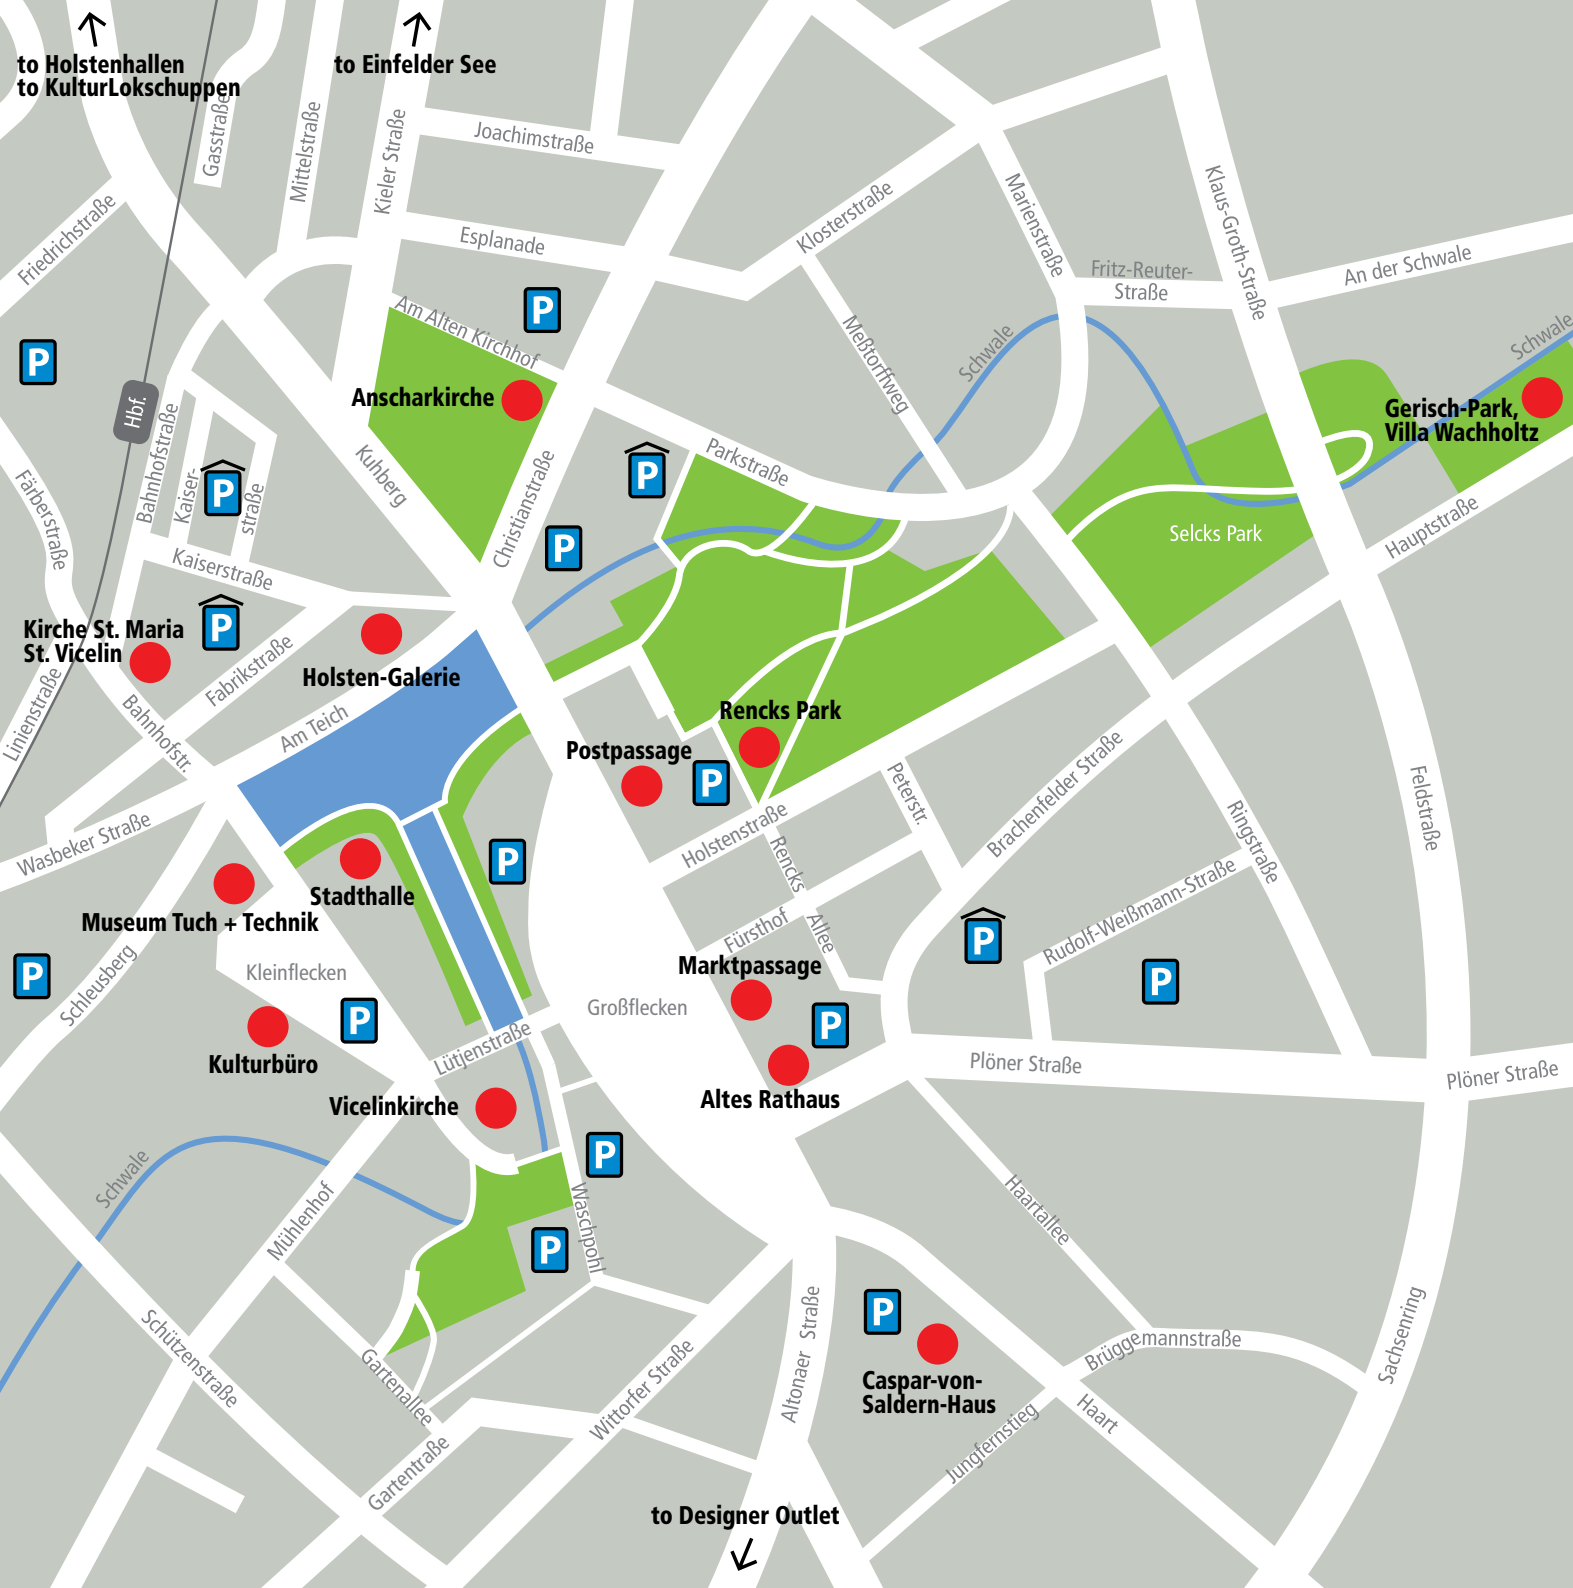 to Holstenhallen
to KulturLokschuppen
to Einfelder See
Gasstraße
Mittelstraße
Kieler Straße
Joachimstraße
Friedrichstraße
Esplanade
Klosterstraße
Marienstraße
Klaus-Groth-Straße
Fritz-Reuter-
Straße
An der Schwale
P
P
Am Alten Kirchhof
Meßtorffweg
Schwale
Schwale
Hbf.
Anscharkirche
Gerisch-Park,
Villa Wachholtz
Bahnhofstraße
Kaiser-
straße
P
Kuhberg
Christianstraße
P
Parkstraße
Färberstraße
P
Selcks Park
Hauptstraße
Kaiserstraße
Kirche St. Maria
St. Vicelin
P
Fabrikstraße
Holsten-Galerie
Linienstraße
Bahnhofstr.
Am Teich
Rencks Park
Postpassage
P
Peterstr.
Brachenfelder Straße
Feldstraße
Wasbeker Straße
Holstenstraße
Ringstraße
Stadthalle
P
Rencks
Allee
Museum Tuch + Technik
Fürsthof
P
Rudolf-Weißmann-Straße
Schleusberg
P
Kleinflecken
Marktpassage
P
Großflecken
P
P
Kulturbüro
Lütjenstraße
Altes Rathaus
Plöner Straße
Plöner Straße
Vicelinkirche
P
Schwale
Mühlenhof
Waschpohl
P
Haartallee
Schützenstraße
Gartenallee
Wittorfer Straße
Altonaer Straße
P
Caspar-von-
Saldern-Haus
Brüggemannstraße
Sachsenring
Gartentraße
Jungfernstieg
Haart
to Designer Outlet